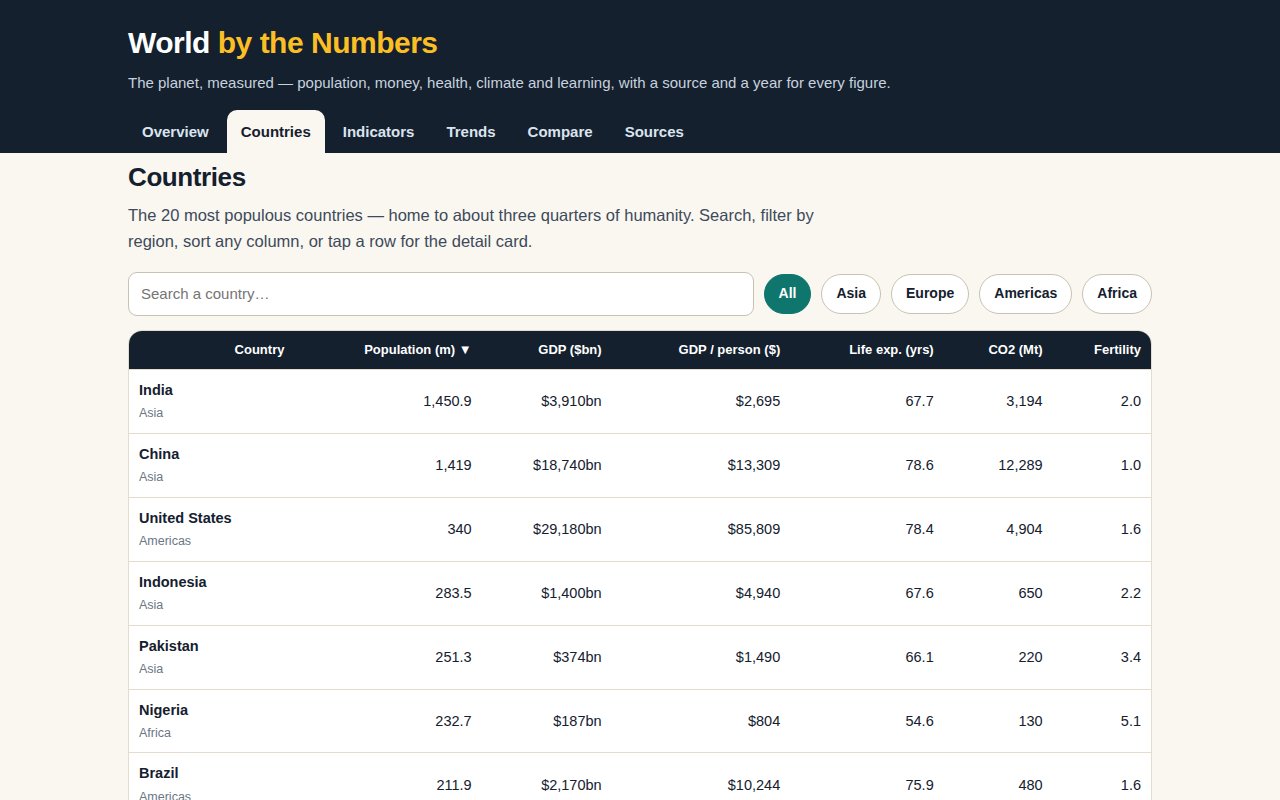 World by the Numbers
The planet, measured — population, money, health, climate and learning, with a source and a year for every figure.
Overview Countries Indicators Trends Compare Sources
Countries
The 20 most populous countries — home to about three quarters of humanity. Search, filter by
region, sort any column, or tap a row for the detail card.
Search a country… All Asia Europe Americas Africa
Country Population (m) ▼ GDP ($bn) GDP / person ($) Life exp. (yrs) CO2 (Mt) Fertility
India 1,450.9 $3,910bn $2,695 67.7 3,194 2.0
Asia
China 1,419 $18,740bn $13,309 78.6 12,289 1.0
Asia
United States 340 $29,180bn $85,809 78.4 4,904 1.6
Americas
Indonesia 283.5 $1,400bn $4,940 67.6 650 2.2
Asia
Pakistan 251.3 $374bn $1,490 66.1 220 3.4
Asia
Nigeria 232.7 $187bn $804 54.6 130 5.1
Africa
Brazil 211.9 $2,170bn $10,244 75.9 480 1.6
Americas